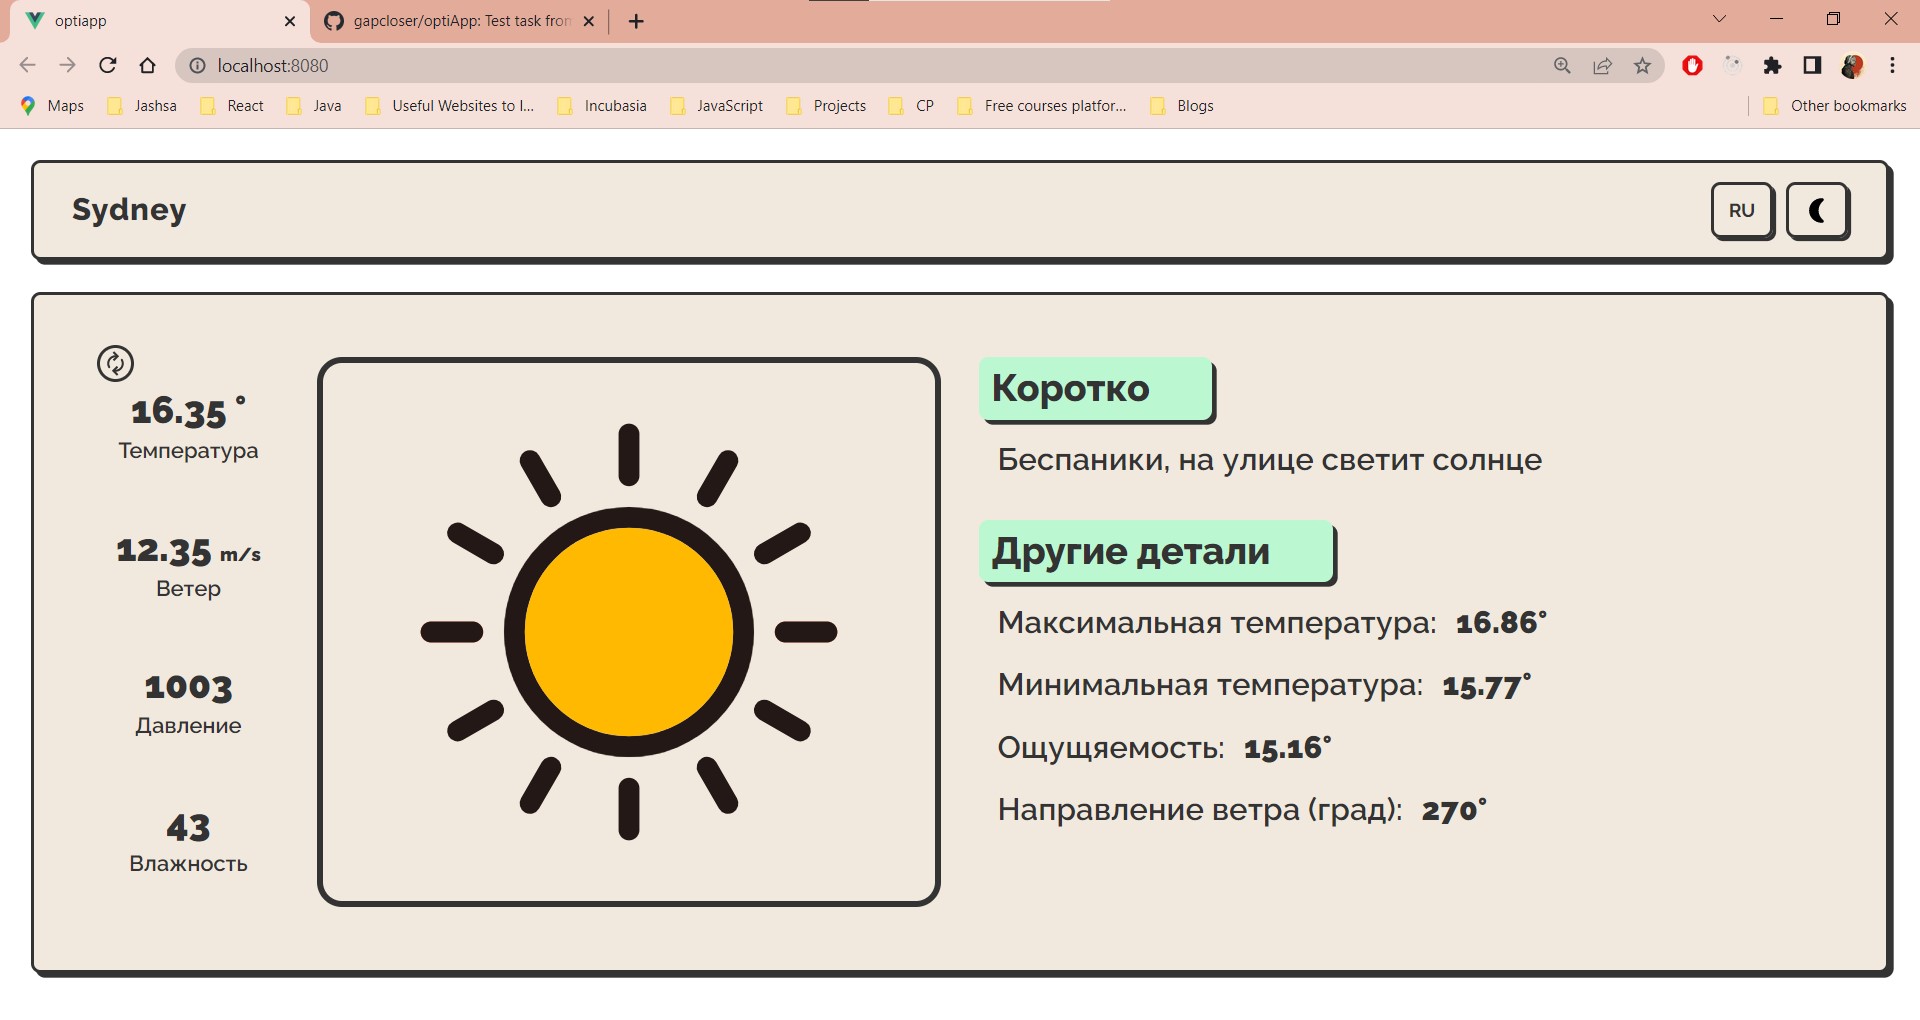 optiapp
gapcloser/optiApp: Test task from
localhost:8080
Maps Jashsa React Java Useful Websites to l... Incubasia JavaScript Projects CP Free courses platfor... Blogs Other bookmarks
Sydney
RU
16.35 °
Температура
12.35 m/s
Ветер
1003
Давление
43
Влажность
Коротко
Беспаники, на улице светит солнце
Другие детали
Максимальная температура: 16.86°
Минимальная температура: 15.77°
Ощущяемость: 15.16°
Направление ветра (град): 270°